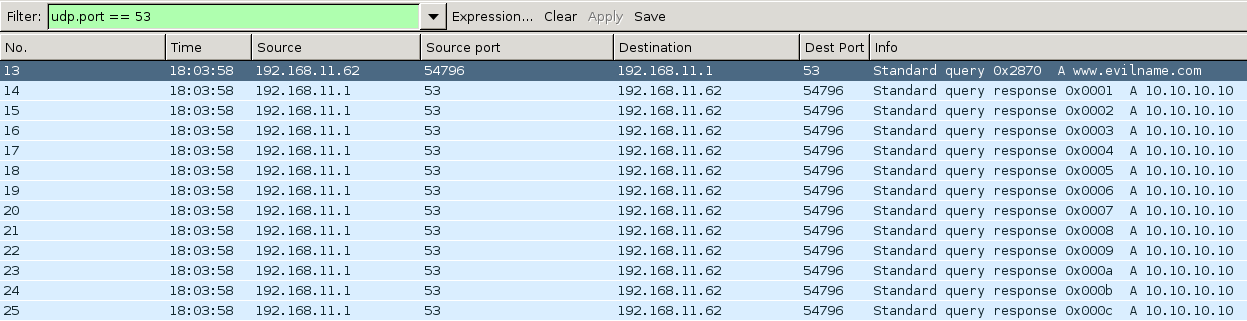 Filter: udp.port == 53 Expression... Clear Apply Save
No. Time Source Source port Destination Dest Port Info
13 18:03:58 192.168.11.62 54796 192.168.11.1 53 Standard query 0x2870 A www.evilname.com
14 18:03:58 192.168.11.1 53 192.168.11.62 54796 Standard query response 0x0001 A 10.10.10.10
15 18:03:58 192.168.11.1 53 192.168.11.62 54796 Standard query response 0x0002 A 10.10.10.10
16 18:03:58 192.168.11.1 53 192.168.11.62 54796 Standard query response 0x0003 A 10.10.10.10
17 18:03:58 192.168.11.1 53 192.168.11.62 54796 Standard query response 0x0004 A 10.10.10.10
18 18:03:58 192.168.11.1 53 192.168.11.62 54796 Standard query response 0x0005 A 10.10.10.10
19 18:03:58 192.168.11.1 53 192.168.11.62 54796 Standard query response 0x0006 A 10.10.10.10
20 18:03:58 192.168.11.1 53 192.168.11.62 54796 Standard query response 0x0007 A 10.10.10.10
21 18:03:58 192.168.11.1 53 192.168.11.62 54796 Standard query response 0x0008 A 10.10.10.10
22 18:03:58 192.168.11.1 53 192.168.11.62 54796 Standard query response 0x0009 A 10.10.10.10
23 18:03:58 192.168.11.1 53 192.168.11.62 54796 Standard query response 0x000a A 10.10.10.10
24 18:03:58 192.168.11.1 53 192.168.11.62 54796 Standard query response 0x000b A 10.10.10.10
25 18:03:58 192.168.11.1 53 192.168.11.62 54796 Standard query response 0x000c A 10.10.10.10